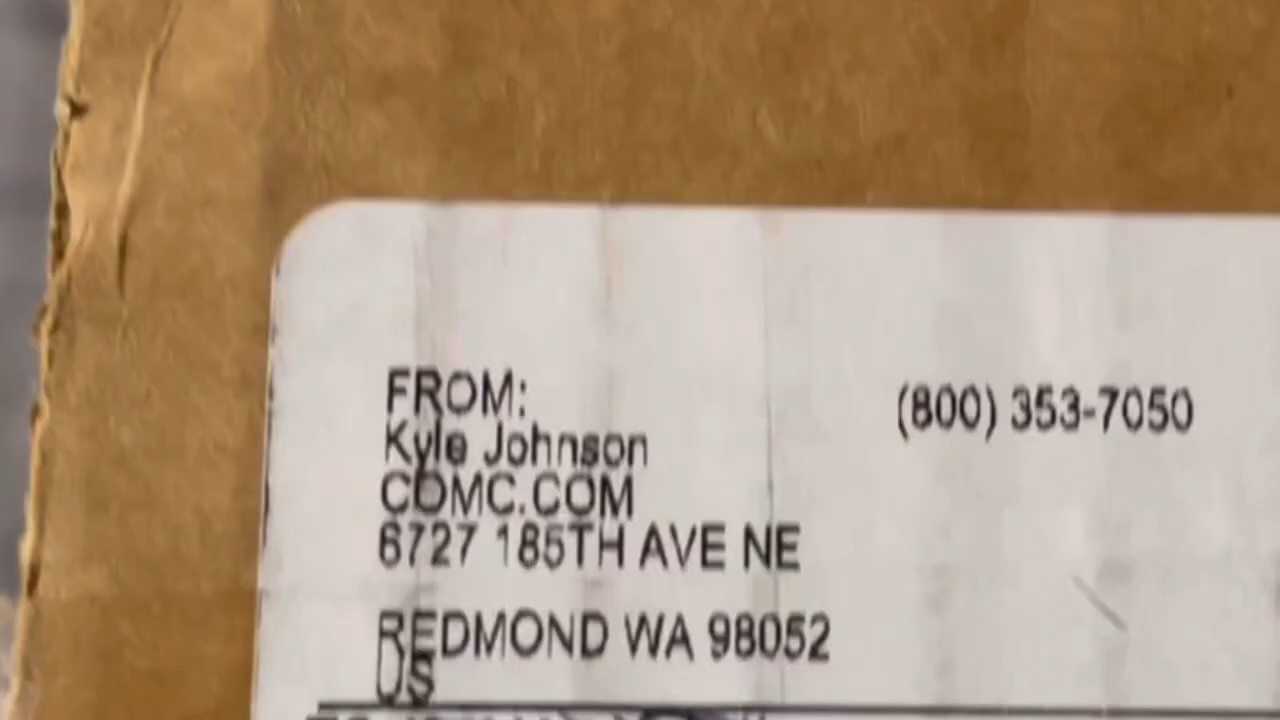 FROM:
(800) 353-7050
Kyle Johnson
COMC.COM
6727 185TH AVE NE
REDMOND WA 98052
US